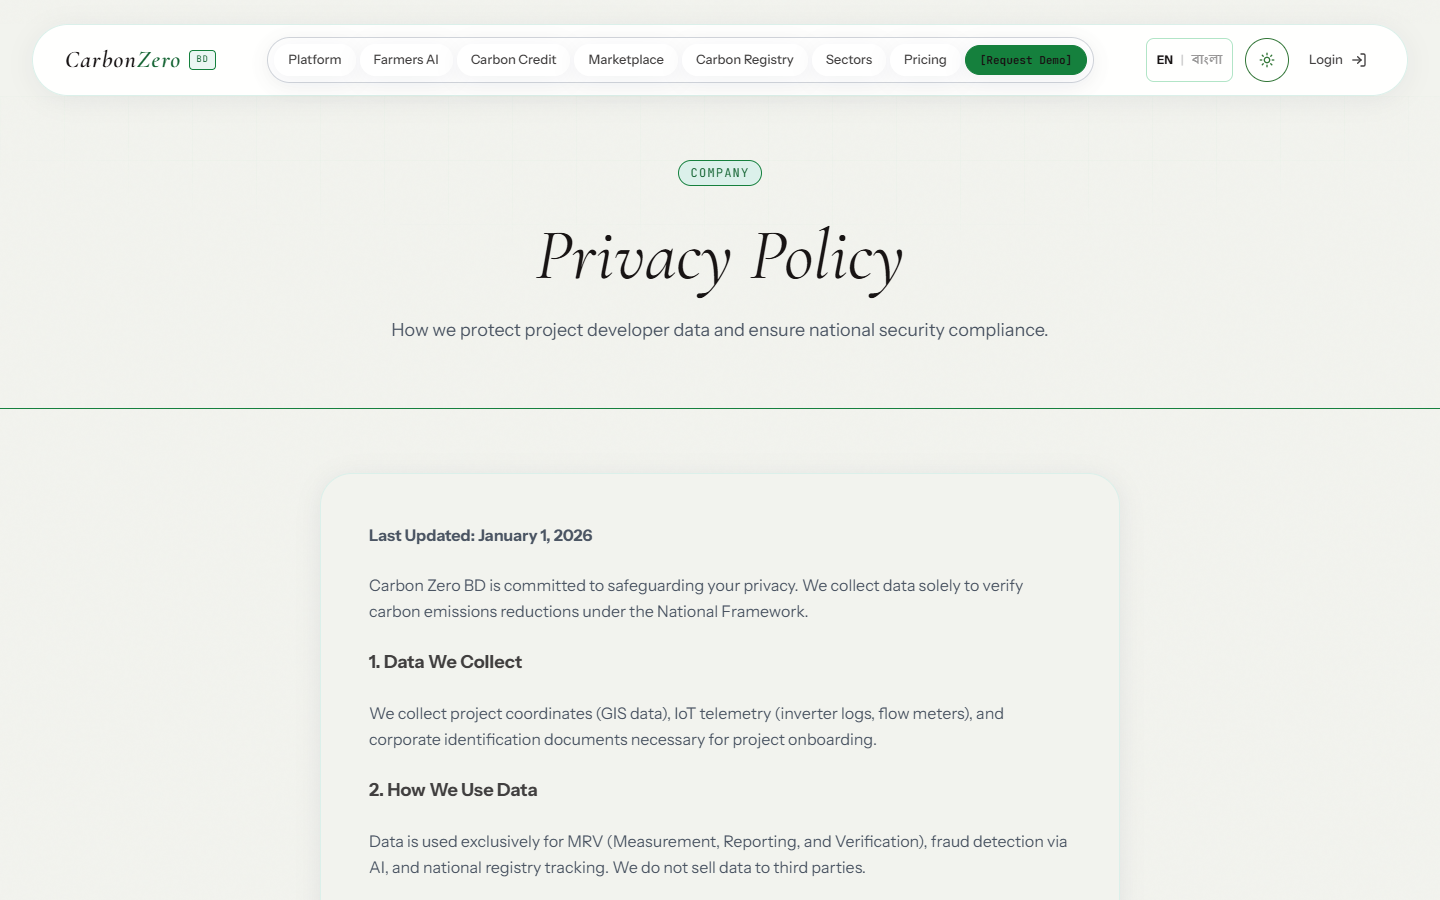 CarbonZero BD
Platform
Farmers AI
Carbon Credit
Marketplace
Carbon Registry
Sectors
Pricing
[Request Demo]
EN | বাংলা
Login
COMPANY
Privacy Policy
How we protect project developer data and ensure national security compliance.
Last Updated: January 1, 2026
Carbon Zero BD is committed to safeguarding your privacy. We collect data solely to verify
carbon emissions reductions under the National Framework.
1. Data We Collect
We collect project coordinates (GIS data), IoT telemetry (inverter logs, flow meters), and
corporate identification documents necessary for project onboarding.
2. How We Use Data
Data is used exclusively for MRV (Measurement, Reporting, and Verification), fraud detection via
AI, and national registry tracking. We do not sell data to third parties.